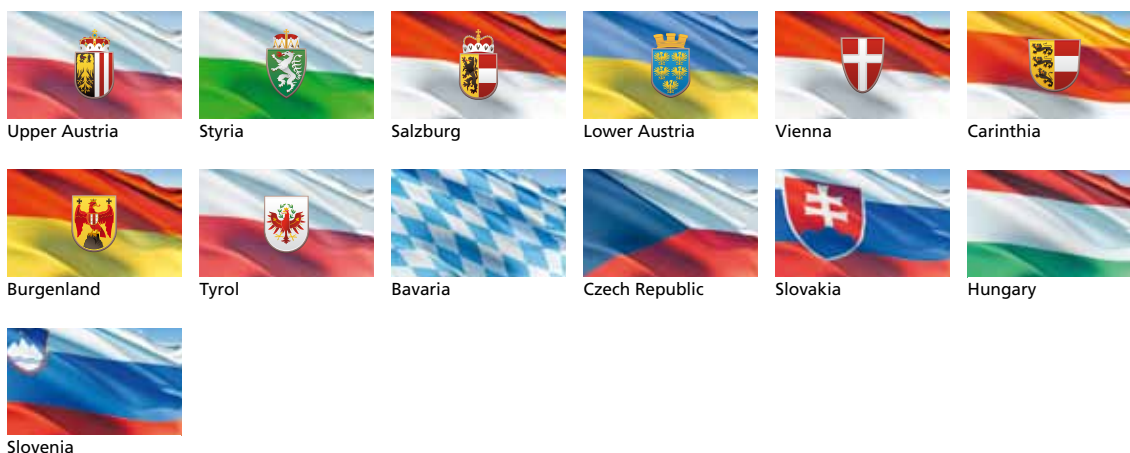 Upper Austria
Styria
Salzburg
Lower Austria
Vienna
Carinthia
Burgenland
Tyrol
Bavaria
Czech Republic
Slovakia
Hungary
Slovenia